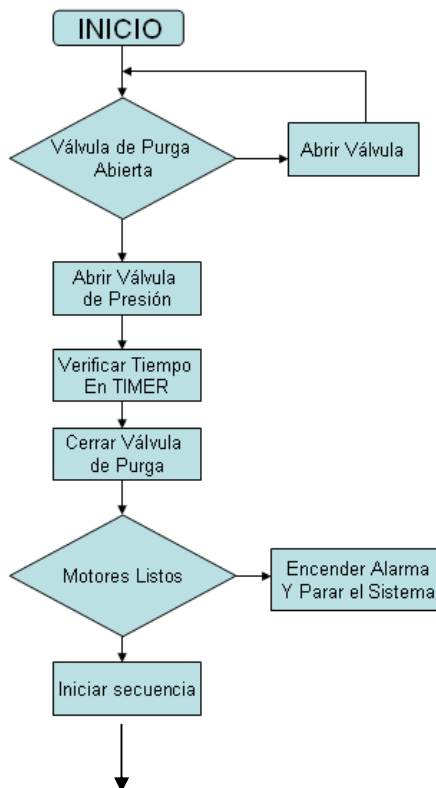 INICIO
Válvula de Purga
Abierta
Abrir Válvula
Abrir Válvula
de Presión
Verificar Tiempo
En TIMER
Cerrar Válvula
de Purga
Motores Listos
Encender Alarma
Y Parar el Sistema
Iniciar secuencia